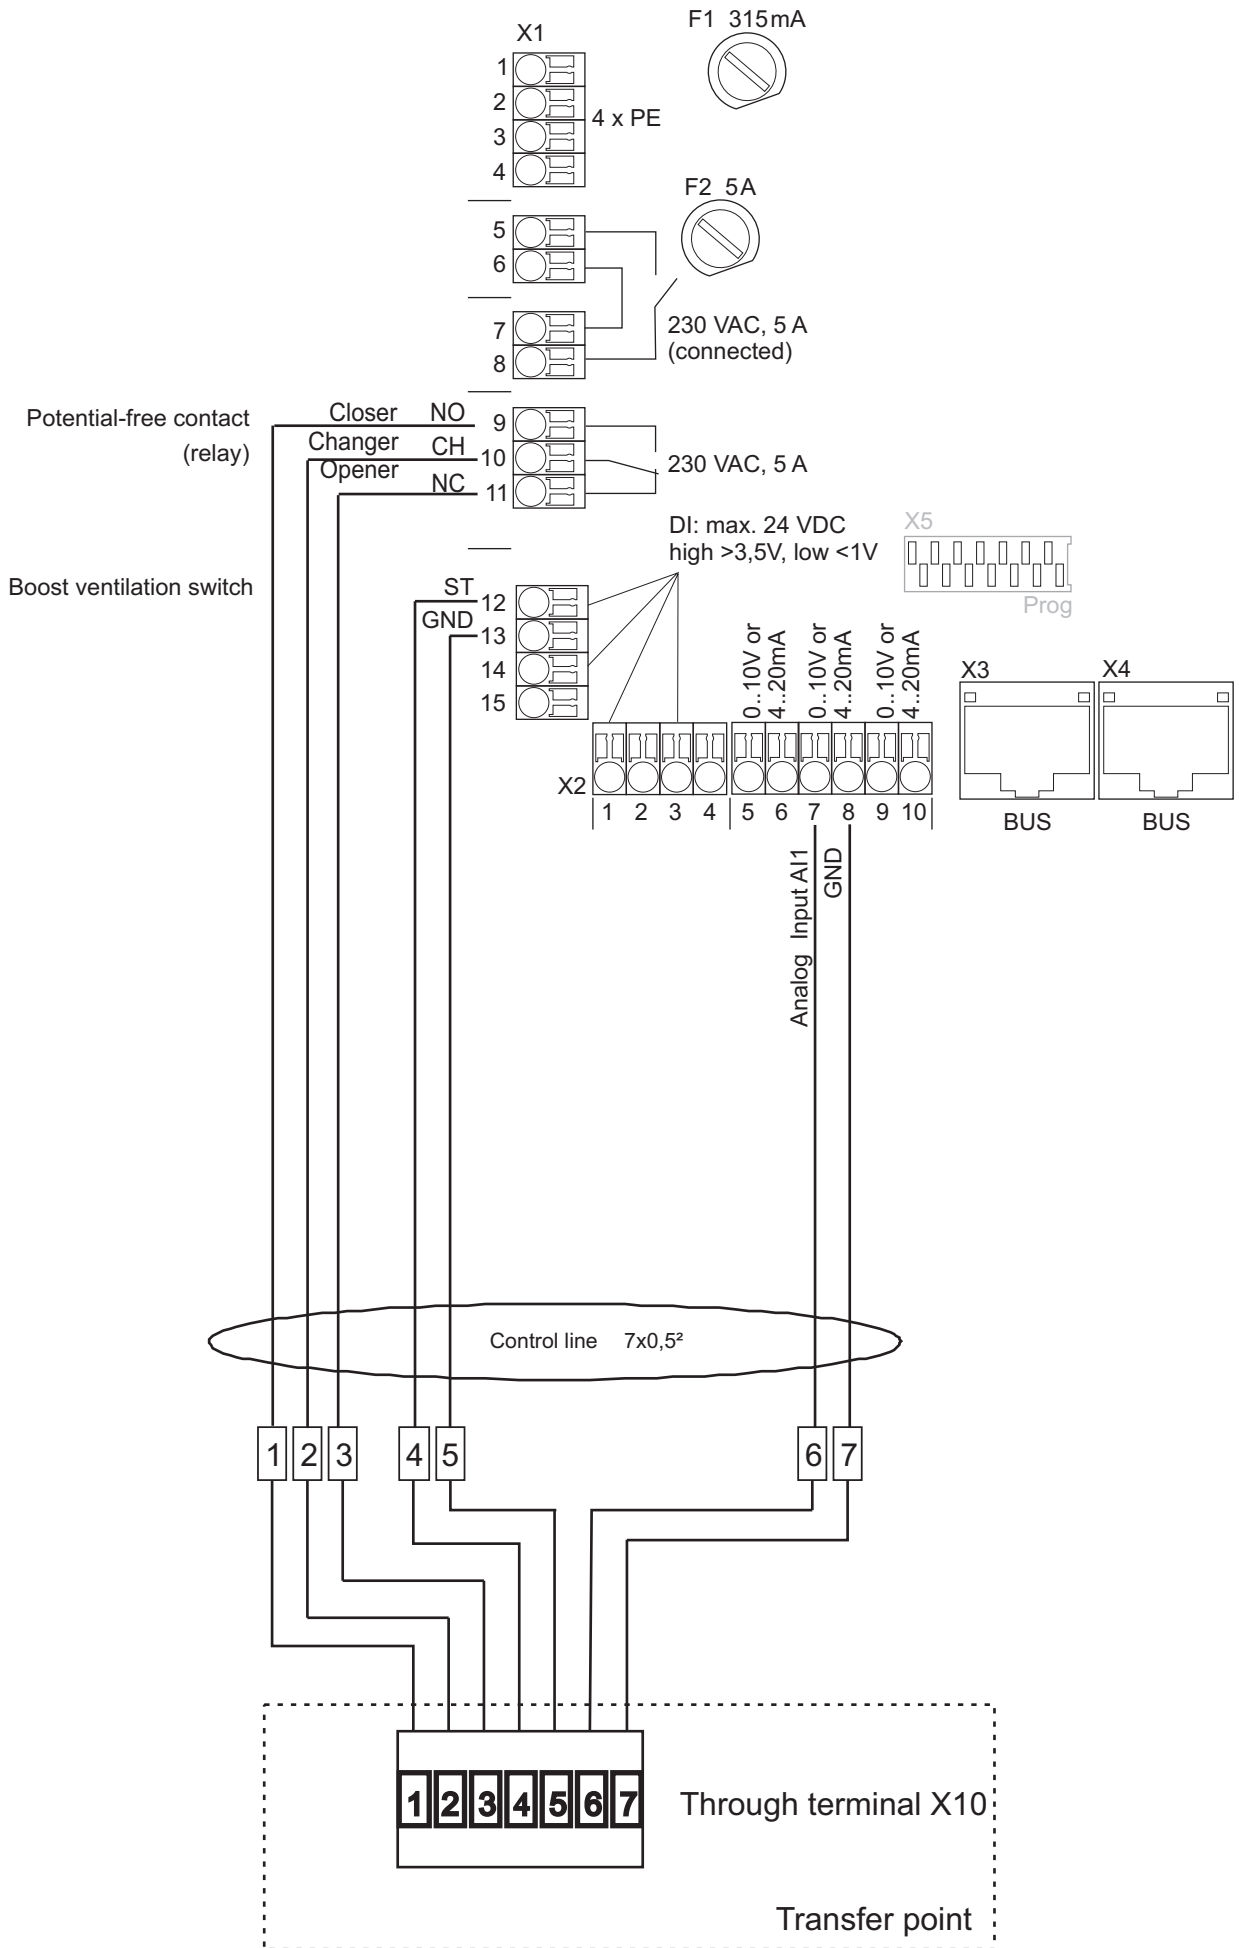 F1 315mA
X1
1
2
3
4
4 x PE
F2 5A
5
6
7
8
230 VAC, 5 A
(connected)
Potential-free contact
(relay)
Closer NO
Changer CH
Opener NC
9
10
11
230 VAC, 5 A
DI: max. 24 VDC
high >3,5V, low <1V
X5
Prog
Boost ventilation switch
ST
GND
12
13
14
15
0..10V or
4..20mA
0..10V or
4..20mA
0..10V or
4..20mA
X3
X4
X2
1 2 3 4 5 6 7 8 9 10
BUS
BUS
Analog Input AI1
GND
Control line 7x0,5²
1 2 3 4 5 6 7
1 2 3 4 5 6 7
Through terminal X10
Transfer point